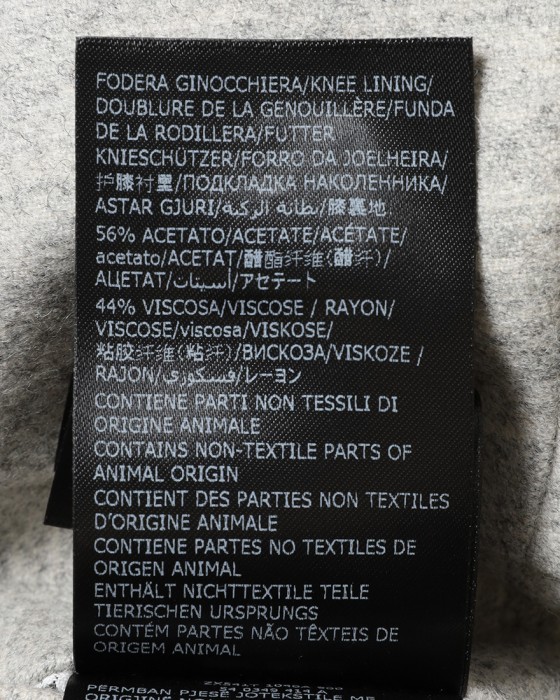 FODERA GINOCCHIERA/KNEE LINING/
DOUBLURE DE LA GENOUILLÈRE/FUNDA
DE LA RODILLERA/FUTTER
KNIESCHÜTZER/FORRO DA JOELHEIRA/
护膝衬里/ПОДКЛАДКА НАКОЛЕННИКА/
ASTAR GJURI/بطانة الركبة/膝裏地
56% ACETATO/ACETATE/ACÉTATE/
acetato/ACETAT/醋酯纤维(醋纤)/
АЦЕТАТ/أسيتات/アセテート
44% VISCOSA/VISCOSE / RAYON/
VISCOSE/viscosa/VISKOSE/
粘胶纤维(粘纤)/ВИСКОЗА/VISKOZE /
RAJON/فسكوزى/レーヨン
CONTIENE PARTI NON TESSILI DI
ORIGINE ANIMALE
CONTAINS NON-TEXTILE PARTS OF
ANIMAL ORIGIN
CONTIENT DES PARTIES NON TEXTILES
D'ORIGINE ANIMALE
CONTIENE PARTES NO TEXTILES DE
ORIGEN ANIMAL
ENTHÄLT NICHTTEXTILE TEILE
TIERISCHEN URSPRUNGS
CONTÉM PARTES NÃO TÊXTEIS DE
ORIGEM ANIMAL
PERMBAN PJESE JOTEKSTILE ME